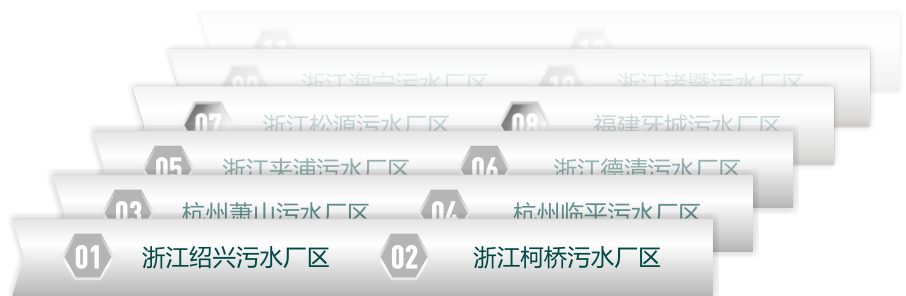 11 12
09 浙江海宁污水厂区 10 浙江诸暨污水厂区
07 浙江松源污水厂区 08 福建牙城污水厂区
05 浙江夹浦污水厂区 06 浙江德清污水厂区
03 杭州萧山污水厂区 04 杭州临平污水厂区
01 浙江绍兴污水厂区 02 浙江柯桥污水厂区